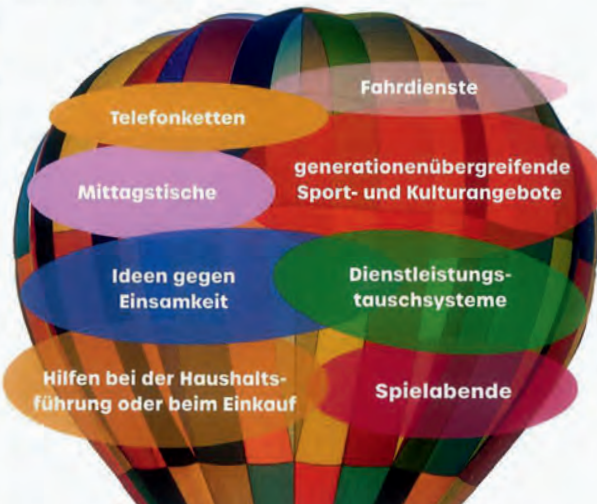 Fahrdienste
Telefonketten
generationenübergreifende
Sport- und Kulturangebote
Mittagstische
Ideen gegen
Einsamkeit
Dienstleistungs-
tauschsysteme
Hilfen bei der Haushalts-
führung oder beim Einkauf
Spielabende